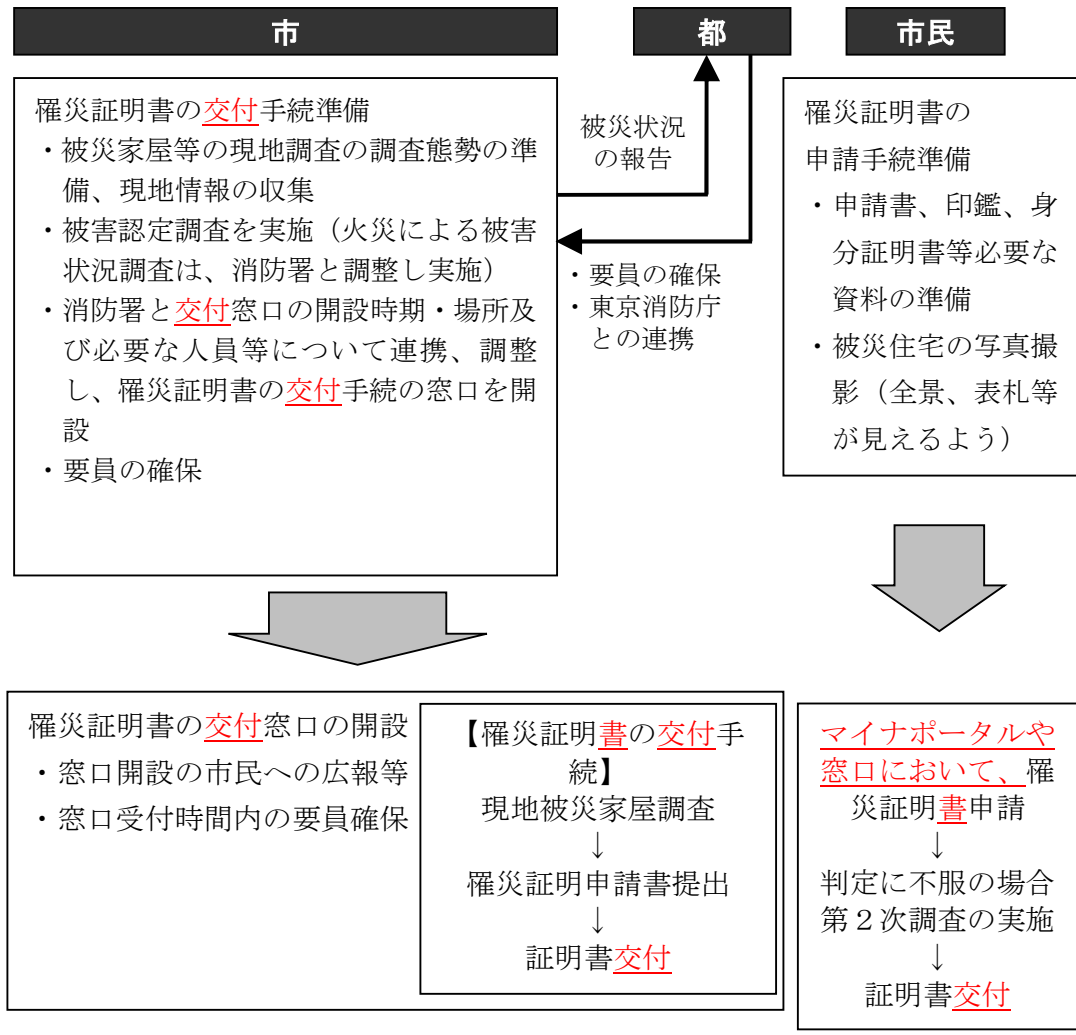 市
都
市民
罹災証明書の交付手続準備
・被災家屋等の現地調査の調査態勢の準
備、現地情報の収集
・被害認定調査を実施（火災による被害
状況調査は、消防署と調整し実施）
・消防署と交付窓口の開設時期・場所及
び必要な人員等について連携、調整
し、罹災証明書の交付手続の窓口を開
設
・要員の確保
被災状況
の報告
・要員の確保
・東京消防庁
との連携
罹災証明書の
申請手続準備
・申請書、印鑑、身
分証明書等必要な
資料の準備
・被災住宅の写真撮
影（全景、表札等
が見えるよう）
罹災証明書の交付窓口の開設
・窓口開設の市民への広報等
・窓口受付時間内の要員確保
【罹災証明書の交付手
続】
現地被災家屋調査
↓
罹災証明申請書提出
↓
証明書交付
マイナポータルや
窓口において、罹
災証明書申請
↓
判定に不服の場合
第２次調査の実施
↓
証明書交付